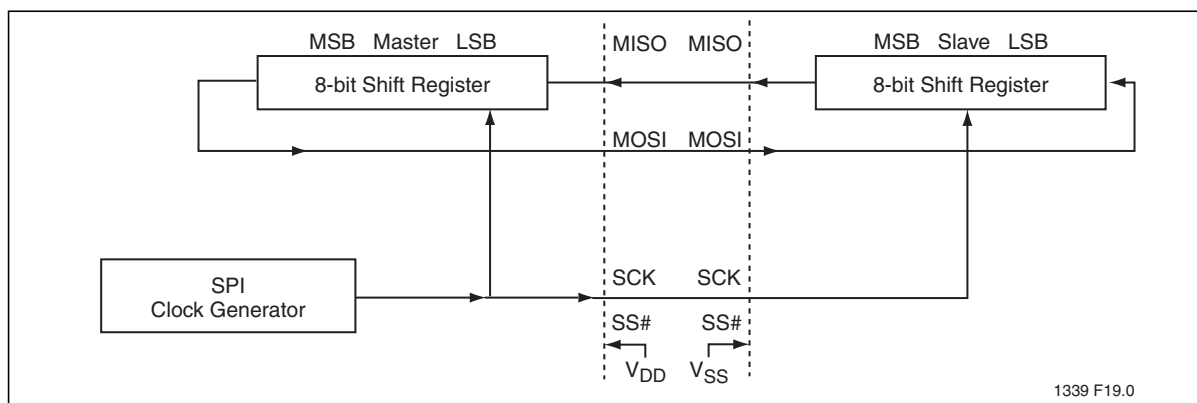 MSB Master LSB
8-bit Shift Register
MISO MISO
MSB Slave LSB
8-bit Shift Register
MOSI MOSI
SPI
Clock Generator
SCK SCK
SS# SS#
VDD VSS
1339 F19.0